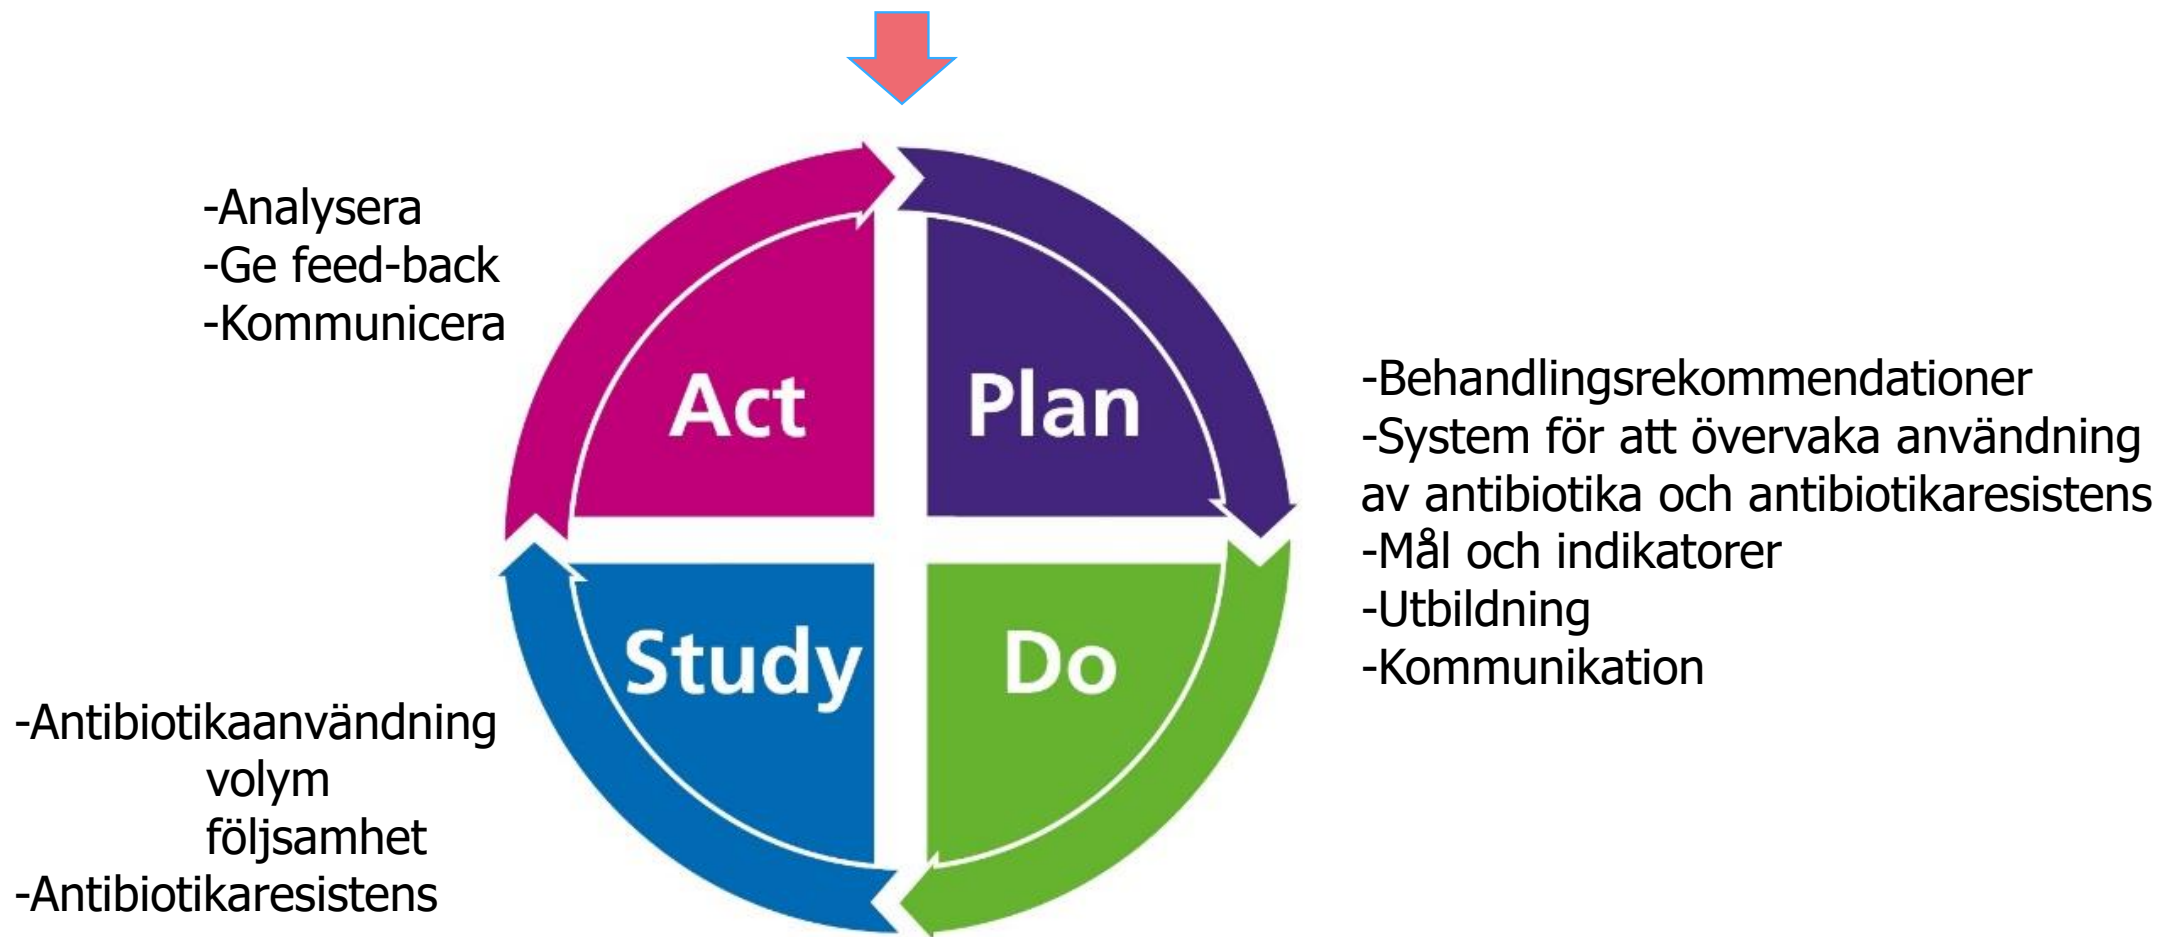 -Analysera
-Ge feed-back
-Kommunicera
Act
Plan
-Behandlingsrekommendationer
-System för att övervaka användning
av antibiotika och antibiotikaresistens
-Mål och indikatorer
-Utbildning
-Kommunikation
Study
Do
-Antibiotikaanvändning
volym
följsamhet
-Antibiotikaresistens